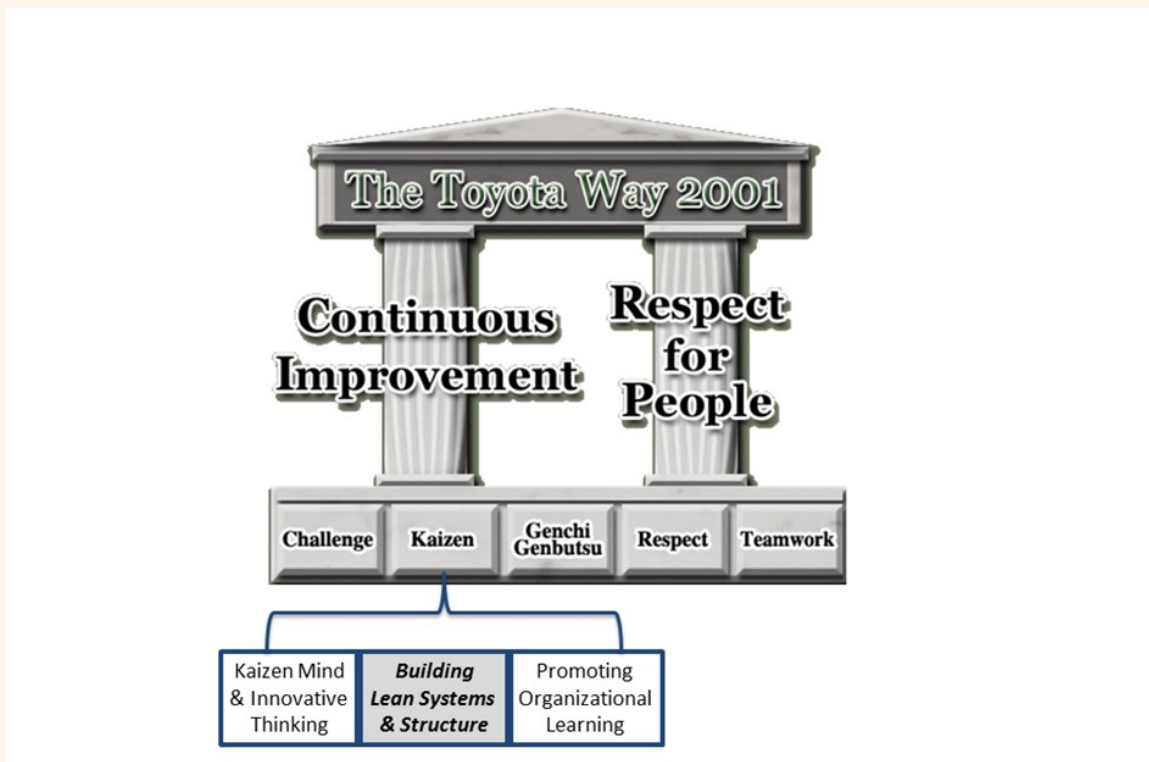 The Toyota Way 2001
Continuous
Improvement
Respect
for
People
Challenge
Kaizen
Genchi
Genbutsu
Respect
Teamwork
Kaizen Mind
& Innovative
Thinking
Building
Lean Systems
& Structure
Promoting
Organizational
Learning